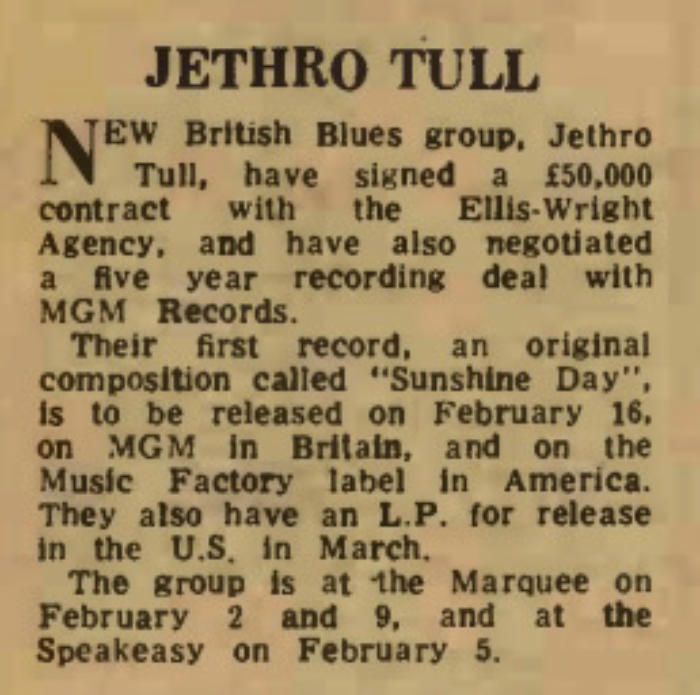 JETHRO TULL
NEW British Blues group, Jethro
Tull, have signed a £50,000
contract with the Ellis-Wright
Agency, and have also negotiated
a five year recording deal with
MGM Records.
Their first record, an original
composition called "Sunshine Day",
is to be released on February 16,
on MGM in Britain, and on the
Music Factory label in America.
They also have an L.P. for release
in the U.S. in March.
The group is at the Marquee on
February 2 and 9, and at the
Speakeasy on February 5.